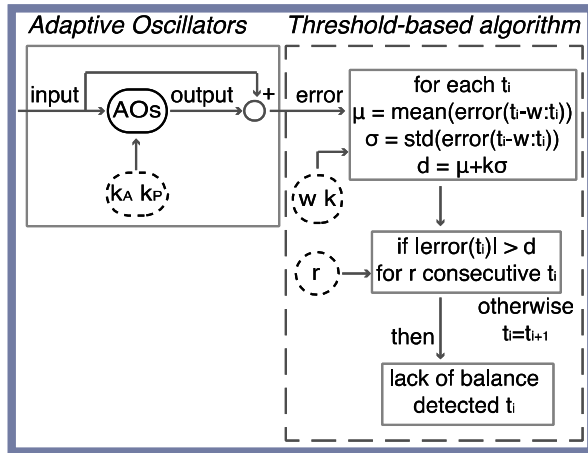 Adaptive Oscillators
Threshold-based algorithm
input
AOs
output
+
error
kA kP
for each ti
μ = mean(error(ti-w:ti))
σ = std(error(ti-w:ti))
d = μ+kσ
w k
r
if |error(ti)| > d
for r consecutive ti
otherwise
ti=ti+1
then
lack of balance
detected ti